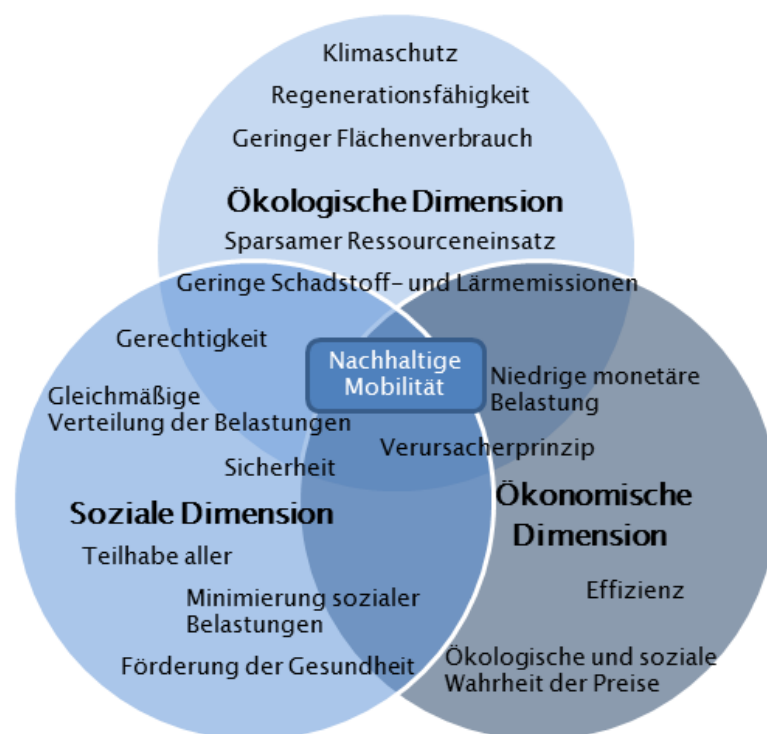 Klimaschutz
Regenerationsfähigkeit
Geringer Flächenverbrauch
Ökologische Dimension
Sparsamer Ressourceneinsatz
Geringe Schadstoff- und Lärmemissionen
Gerechtigkeit
Nachhaltige
Mobilität
Niedrige monetäre
Belastung
Gleichmäßige
Verteilung der Belastungen
Verursacherprinzip
Sicherheit
Soziale Dimension
Ökonomische
Dimension
Teilhabe aller
Effizienz
Minimierung sozialer
Belastungen
Förderung der Gesundheit
Ökologische und soziale
Wahrheit der Preise